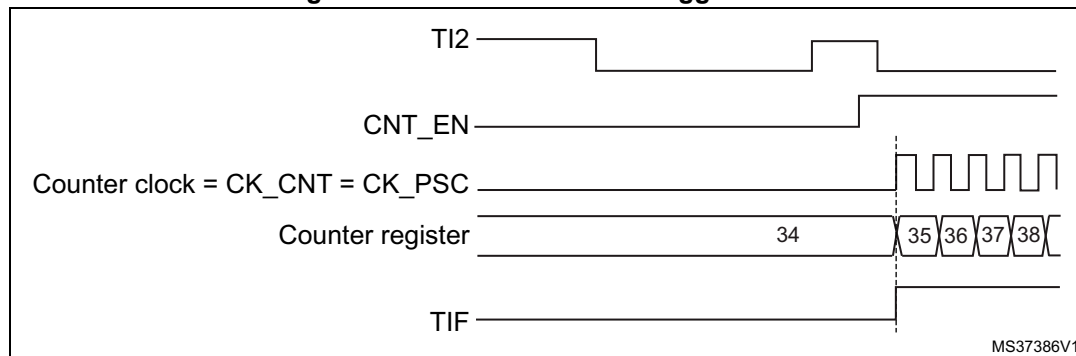 TI2
CNT_EN
Counter clock = CK_CNT = CK_PSC
Counter register 34 35 36 37 38
TIF
MS37386V1